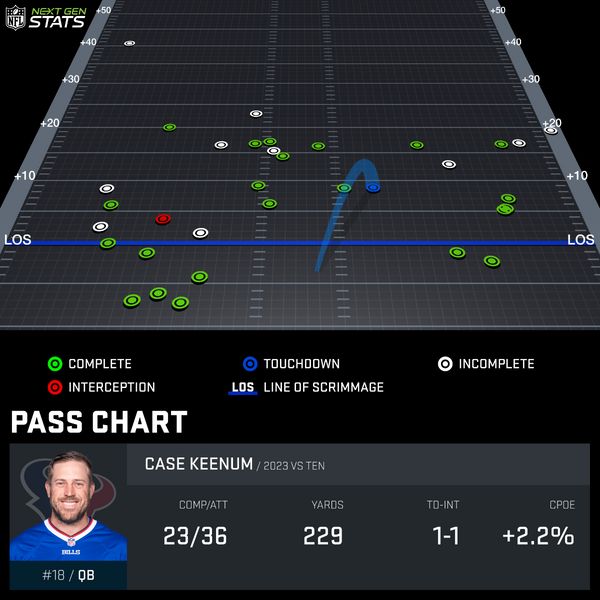 NFL NEXT GEN STATS
+50 +50
+40 +40
+30 +30
+20 +20
+10 +10
LOS LOS
COMPLETE TOUCHDOWN INCOMPLETE
INTERCEPTION LOS LINE OF SCRIMMAGE
PASS CHART
CASE KEENUM / 2023 VS TEN
COMP/ATT YARDS TD-INT CPOE
23/36 229 1-1 +2.2%
BILLS
#18 / QB